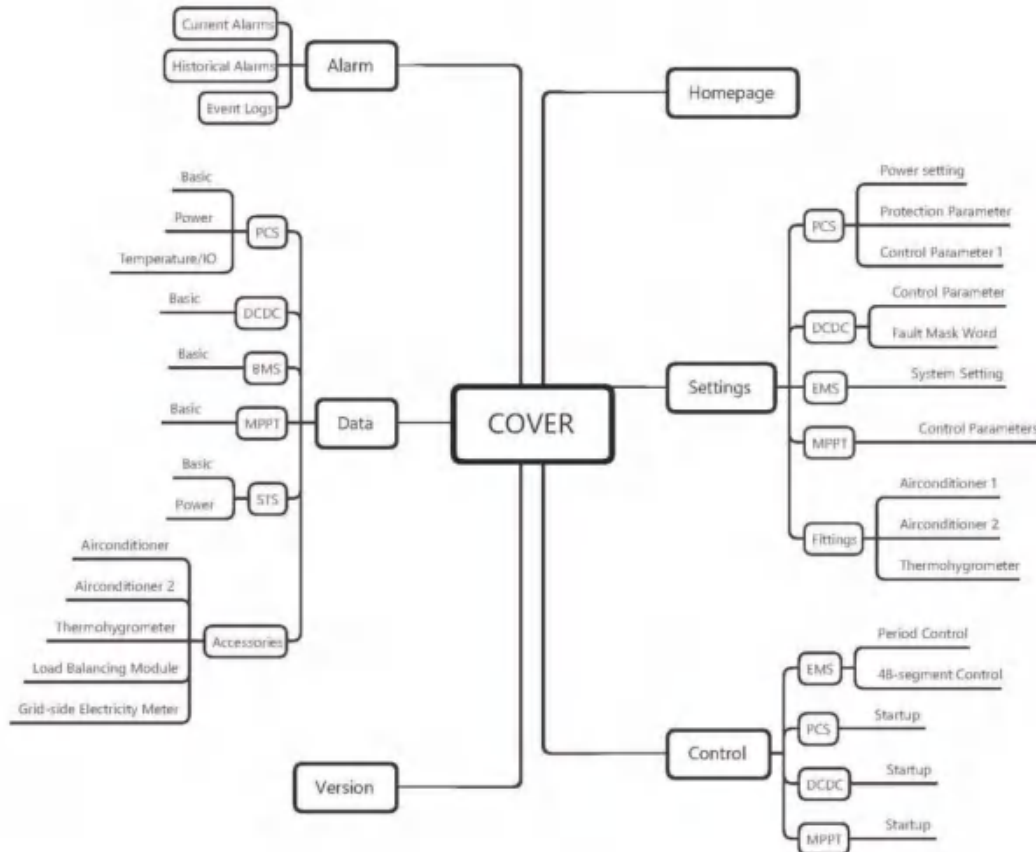 Current Alarms
Historical Alarms
Event Logs
Alarm
Homepage
Basic
Power
Temperature/IO
PCS
Basic
DCDC
Basic
BMS
Basic
MPPT
Basic
Power
STS
Airconditioner
Airconditioner 2
Thermohygrometer
Load Balancing Module
Grid-side Electricity Meter
Accessories
Data
Version
COVER
Settings
PCS
Power setting
Protection Parameter
Control Parameter 1
DCDC
Control Parameter
Fault Mask Word
EMS
System Setting
MPPT
Control Parameters
Fittings
Airconditioner 1
Airconditioner 2
Thermohygrometer
Control
EMS
Period Control
48-segment Control
PCS
Startup
DCDC
Startup
MPPT
Startup